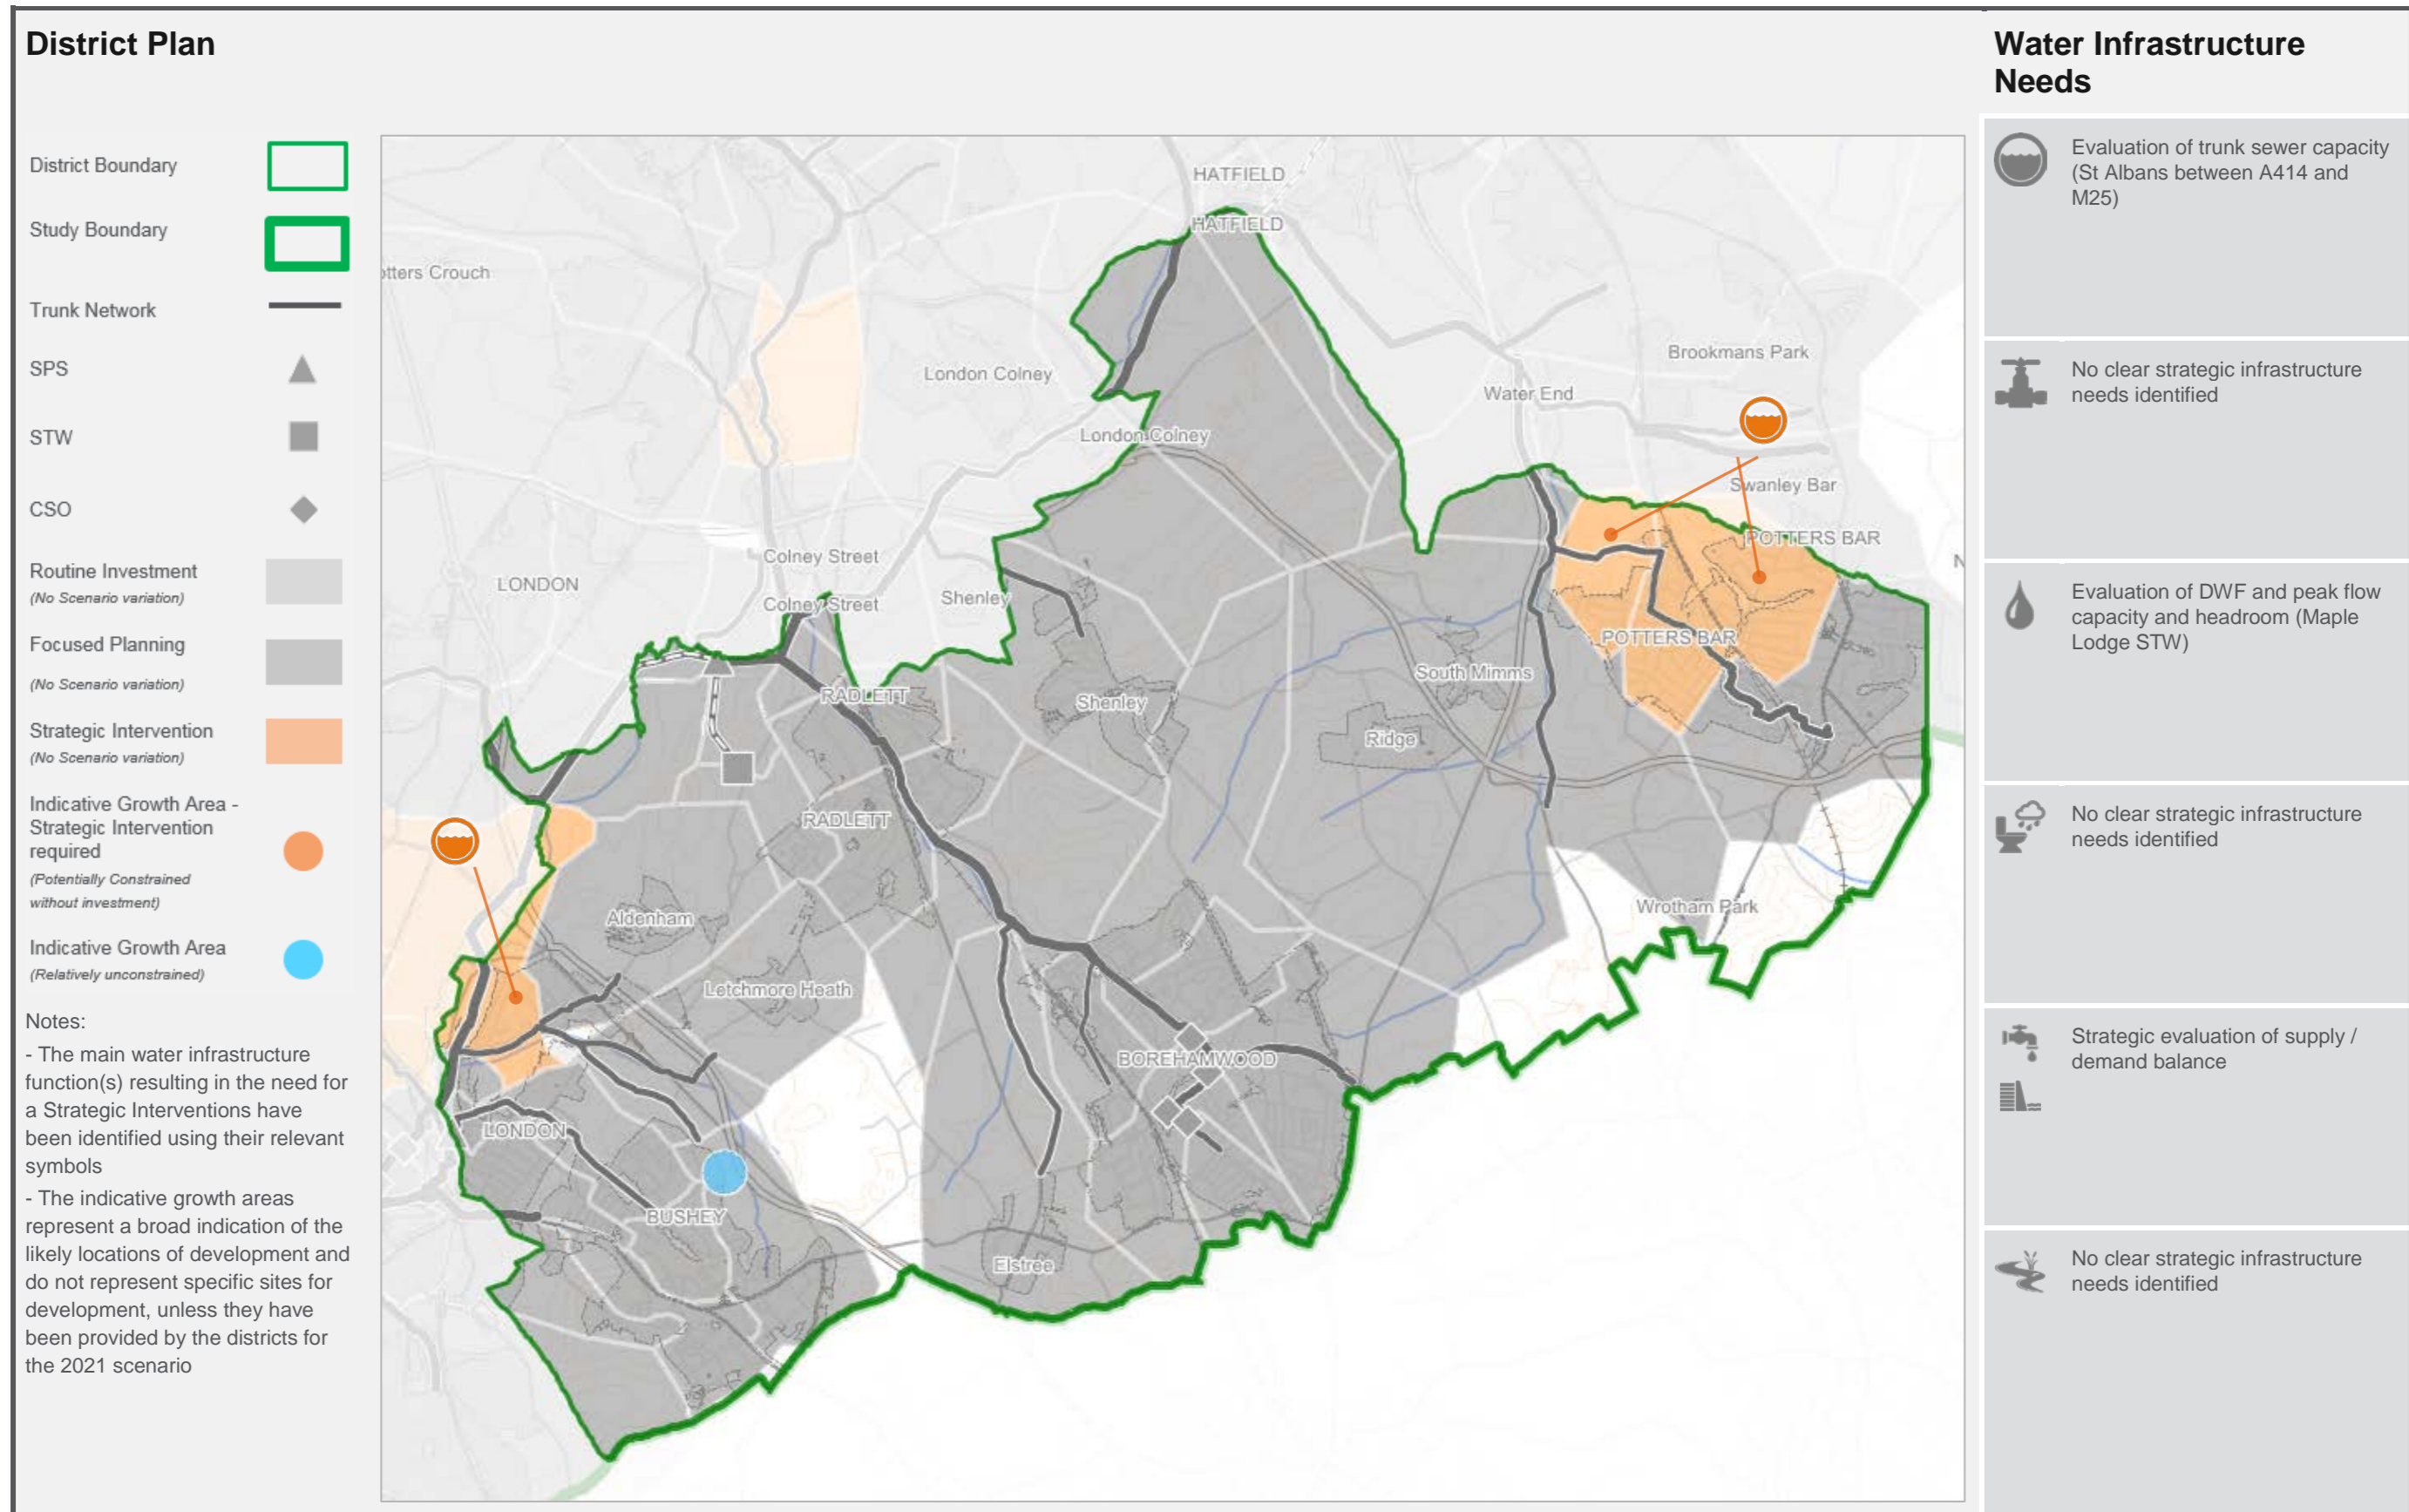 District Plan
Water Infrastructure
Needs
District Boundary
Study Boundary
Trunk Network
SPS
STW
CSO
Routine Investment
(No Scenario variation)
Focused Planning
(No Scenario variation)
Strategic Intervention
(No Scenario variation)
Indicative Growth Area -
Strategic Intervention
required
(Potentially Constrained
without investment)
Indicative Growth Area
(Relatively unconstrained)
Notes:
- The main water infrastructure
function(s) resulting in the need for
a Strategic Interventions have
been identified using their relevant
symbols
- The indicative growth areas
represent a broad indication of the
likely locations of development and
do not represent specific sites for
development, unless they have
been provided by the districts for
the 2021 scenario
HATFIELD
HATFIELD
otters Crouch
London Colney
Brookmans Park
Water End
London Colney
Swanley Bar
POTTERS BAR
Colney Street
LONDON
Colney Street
Shenley
POTTERS BAR
South Mimms
RADLETT
Shenley
Ridge
RADLETT
Wrotham Park
Aldenham
Letchmore Heath
BOREHAMWOOD
LONDON
BUSHEY
Elstree
N
Evaluation of trunk sewer capacity
(St Albans between A414 and
M25)
No clear strategic infrastructure
needs identified
Evaluation of DWF and peak flow
capacity and headroom (Maple
Lodge STW)
No clear strategic infrastructure
needs identified
Strategic evaluation of supply /
demand balance
No clear strategic infrastructure
needs identified